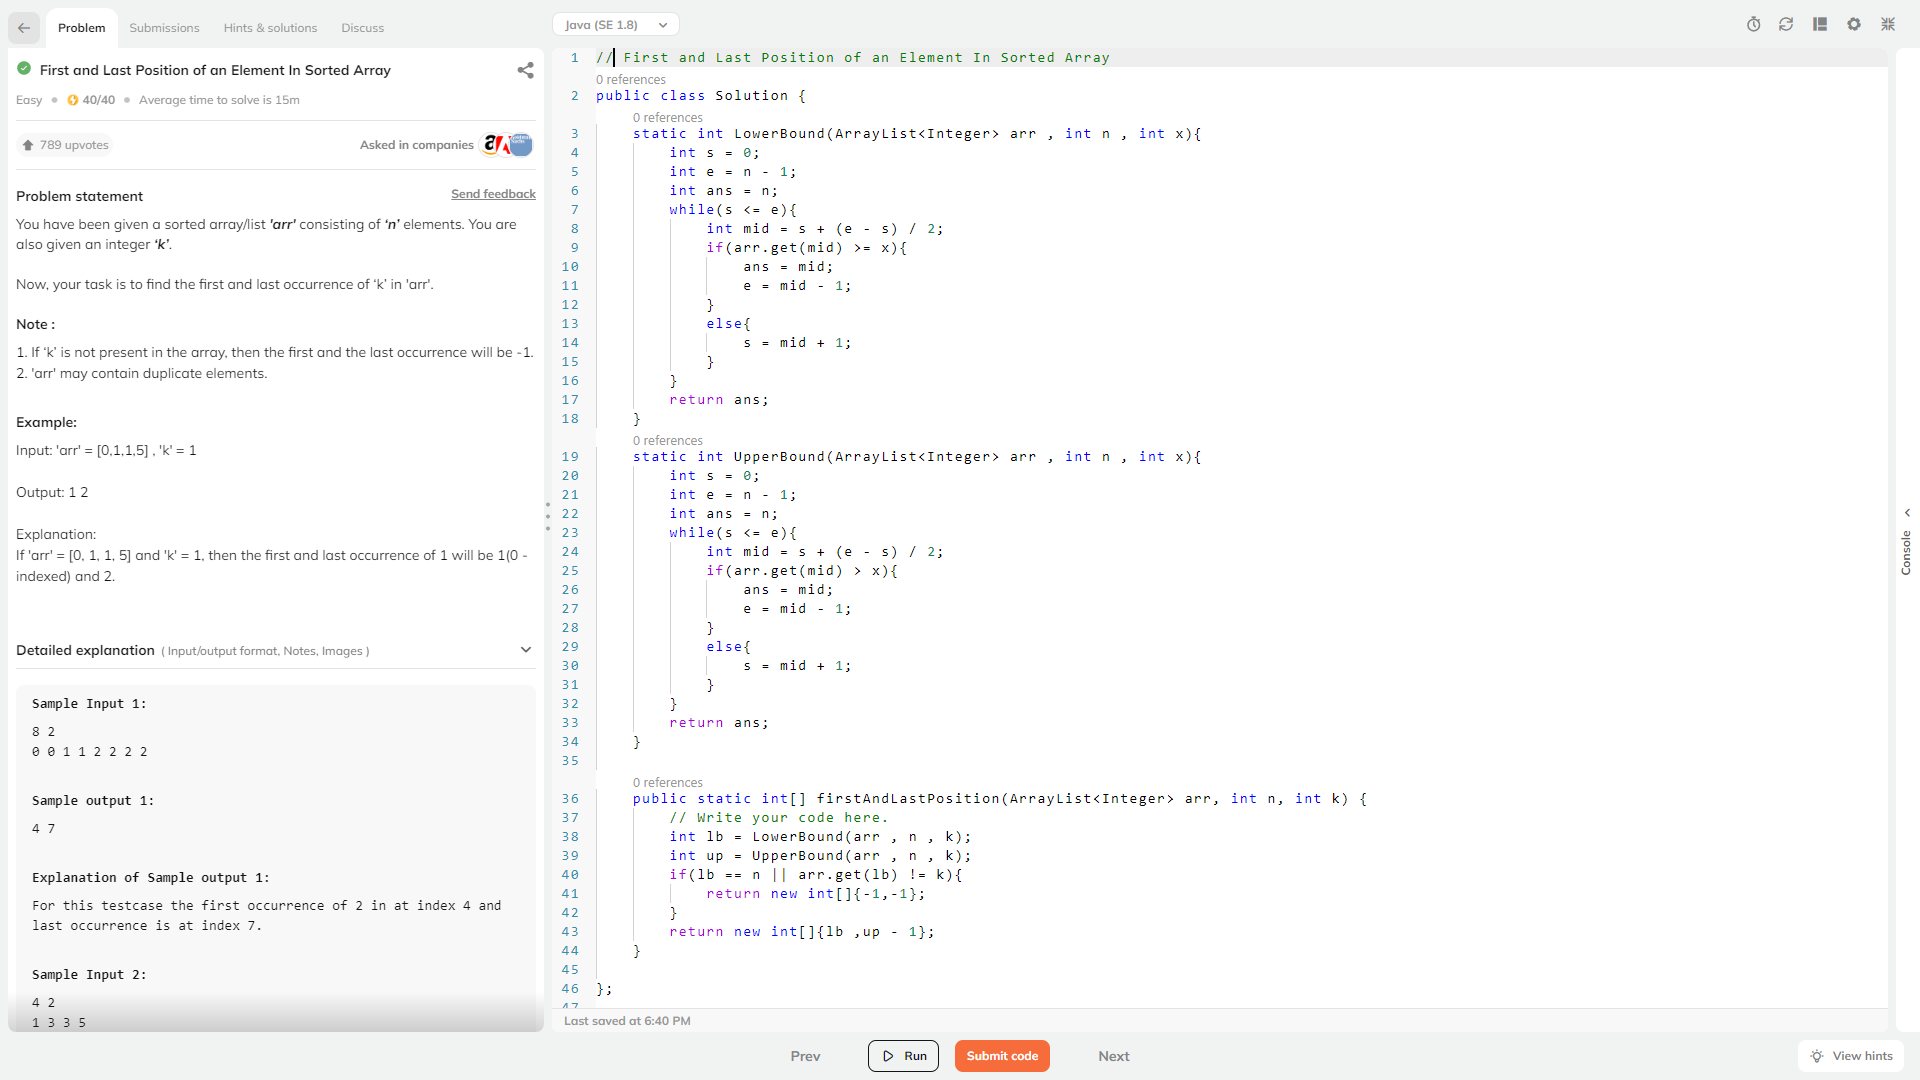 Problem
Submissions
Hints & solutions
Discuss
First and Last Position of an Element In Sorted Array
Easy • 40/40 • Average time to solve is 15m
789 upvotes
Asked in companies
Problem statement
Send feedback
You have been given a sorted array/list 'arr' consisting of ‘n’ elements. You are
also given an integer ‘k’.
Now, your task is to find the first and last occurrence of ‘k’ in 'arr'.
Note :
1. If ‘k’ is not present in the array, then the first and the last occurrence will be -1.
2. 'arr' may contain duplicate elements.
Example:
Input: 'arr' = [0,1,1,5] , 'k' = 1
Output: 1 2
Explanation:
If 'arr' = [0, 1, 1, 5] and 'k' = 1, then the first and last occurrence of 1 will be 1(0 -
indexed) and 2.
Detailed explanation ( Input/output format, Notes, Images )
Sample Input 1:
8 2
0 0 1 1 2 2 2 2
Sample output 1:
4 7
Explanation of Sample output 1:
For this testcase the first occurrence of 2 in at index 4 and
last occurrence is at index 7.
Sample Input 2:
4 2
1 3 3 5
Java (SE 1.8)
1 // First and Last Position of an Element In Sorted Array
0 references
2 public class Solution {
0 references
3 static int LowerBound(ArrayList<Integer> arr , int n , int x){
4 int s = 0;
5 int e = n - 1;
6 int ans = n;
7 while(s <= e){
8 int mid = s + (e - s) / 2;
9 if(arr.get(mid) >= x){
10 ans = mid;
11 e = mid - 1;
12 }
13 else{
14 s = mid + 1;
15 }
16 }
17 return ans;
18 }
0 references
19 static int UpperBound(ArrayList<Integer> arr , int n , int x){
20 int s = 0;
21 int e = n - 1;
22 int ans = n;
23 while(s <= e){
24 int mid = s + (e - s) / 2;
25 if(arr.get(mid) > x){
26 ans = mid;
27 e = mid - 1;
28 }
29 else{
30 s = mid + 1;
31 }
32 }
33 return ans;
34 }
35
0 references
36 public static int[] firstAndLastPosition(ArrayList<Integer> arr, int n, int k) {
37 // Write your code here.
38 int lb = LowerBound(arr , n , k);
39 int up = UpperBound(arr , n , k);
40 if(lb == n || arr.get(lb) != k){
41 return new int[]{-1,-1};
42 }
43 return new int[]{lb ,up - 1};
44 }
45
46 };
47
Last saved at 6:40 PM
Console
Prev
Run
Submit code
Next
View hints